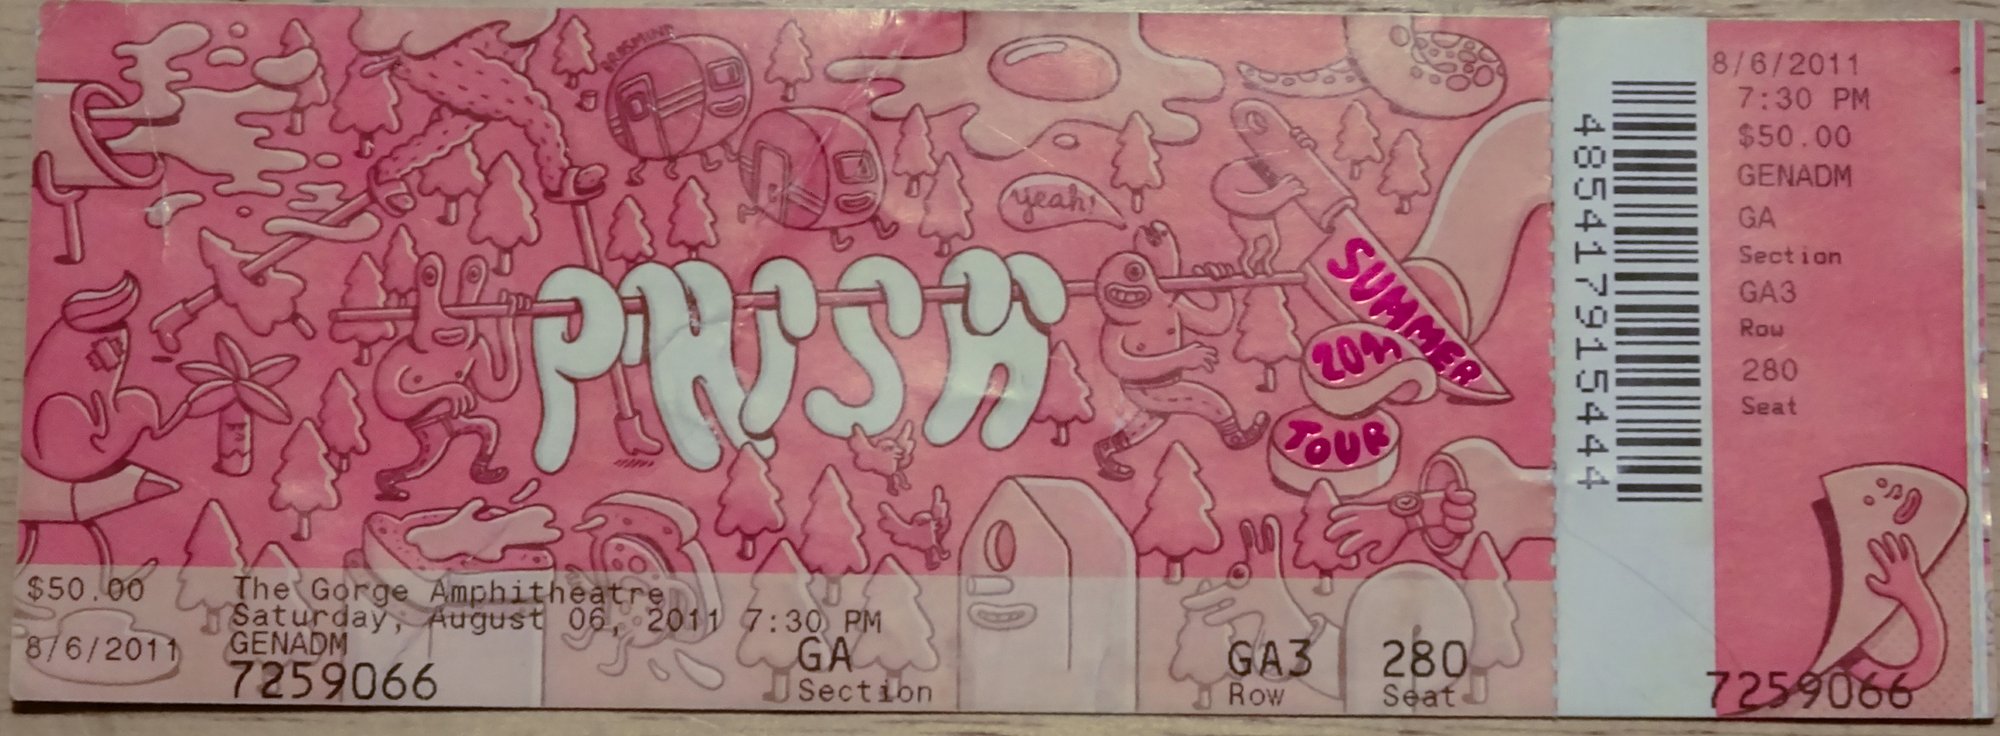 yeah!
PHISH
SUMMER
2011
TOUR
$50.00
8/6/2011
The Gorge Amphitheatre
Saturday, August 06, 2011 7:30 PM
GENADM
7259066
GA
Section
GA3
Row
280
Seat
485417915444
8/6/2011
7:30 PM
$50.00
GENADM
GA
Section
GA3
Row
280
Seat
7259066